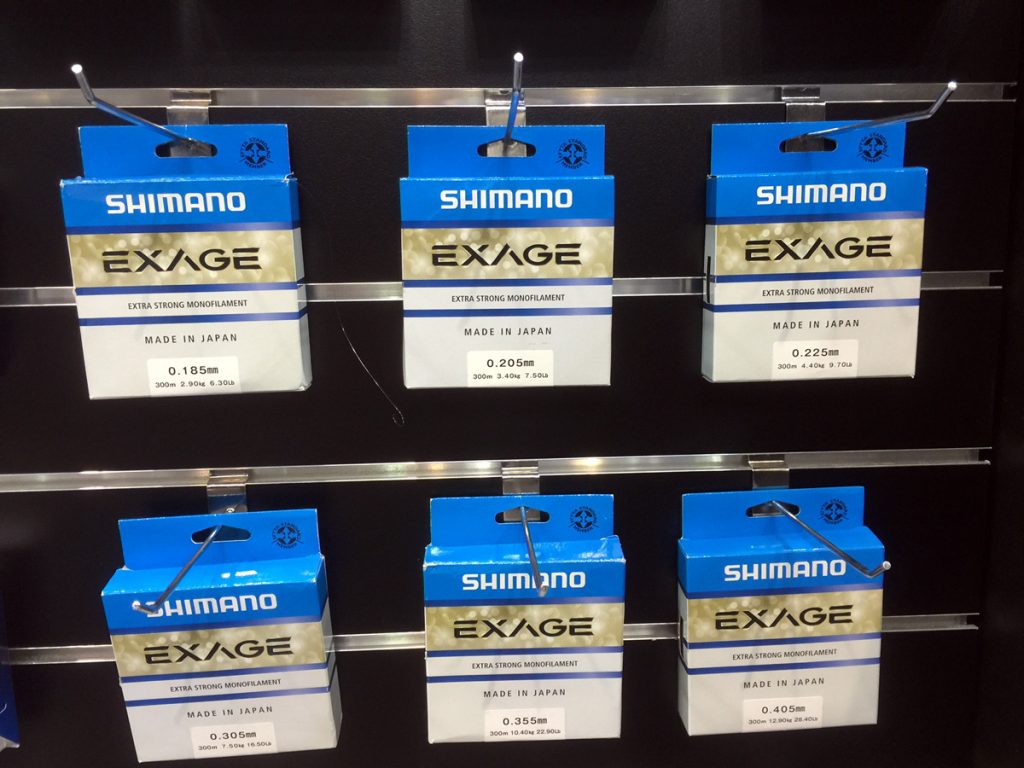 SHIMANO
EXAGE
EXTRA STRONG MONOFILAMENT
MADE IN JAPAN
0.185mm
300m 2.90kg 6.30Lb
SHIMANO
EXAGE
EXTRA STRONG MONOFILAMENT
MADE IN JAPAN
0.205mm
300m 3.40kg 7.50Lb
SHIMANO
EXAGE
EXTRA STRONG MONOFILAMENT
MADE IN JAPAN
0.225mm
300m 4.40kg 9.70Lb
SHIMANO
EXAGE
EXTRA STRONG MONOFILAMENT
MADE IN JAPAN
0.305mm
300m 7.50kg 16.50Lb
SHIMANO
EXAGE
EXTRA STRONG MONOFILAMENT
MADE IN JAPAN
0.355mm
300m 10.40kg 22.90Lb
SHIMANO
EXAGE
EXTRA STRONG MONOFILAMENT
MADE IN JAPAN
0.405mm
300m 12.90kg 28.40Lb